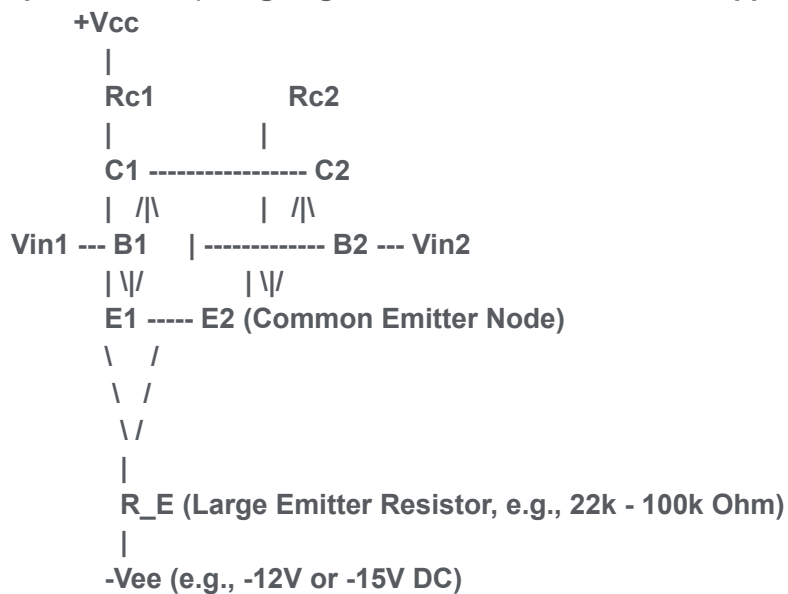 +Vcc
|
Rc1 Rc2
| |
C1 ----------------- C2
| /|\ | /|\
Vin1 --- B1 | ------------- B2 --- Vin2
| \|/ | \|/
E1 ----- E2 (Common Emitter Node)
\ /
\ /
\ /
|
R_E (Large Emitter Resistor, e.g., 22k - 100k Ohm)
|
-Vee (e.g., -12V or -15V DC)